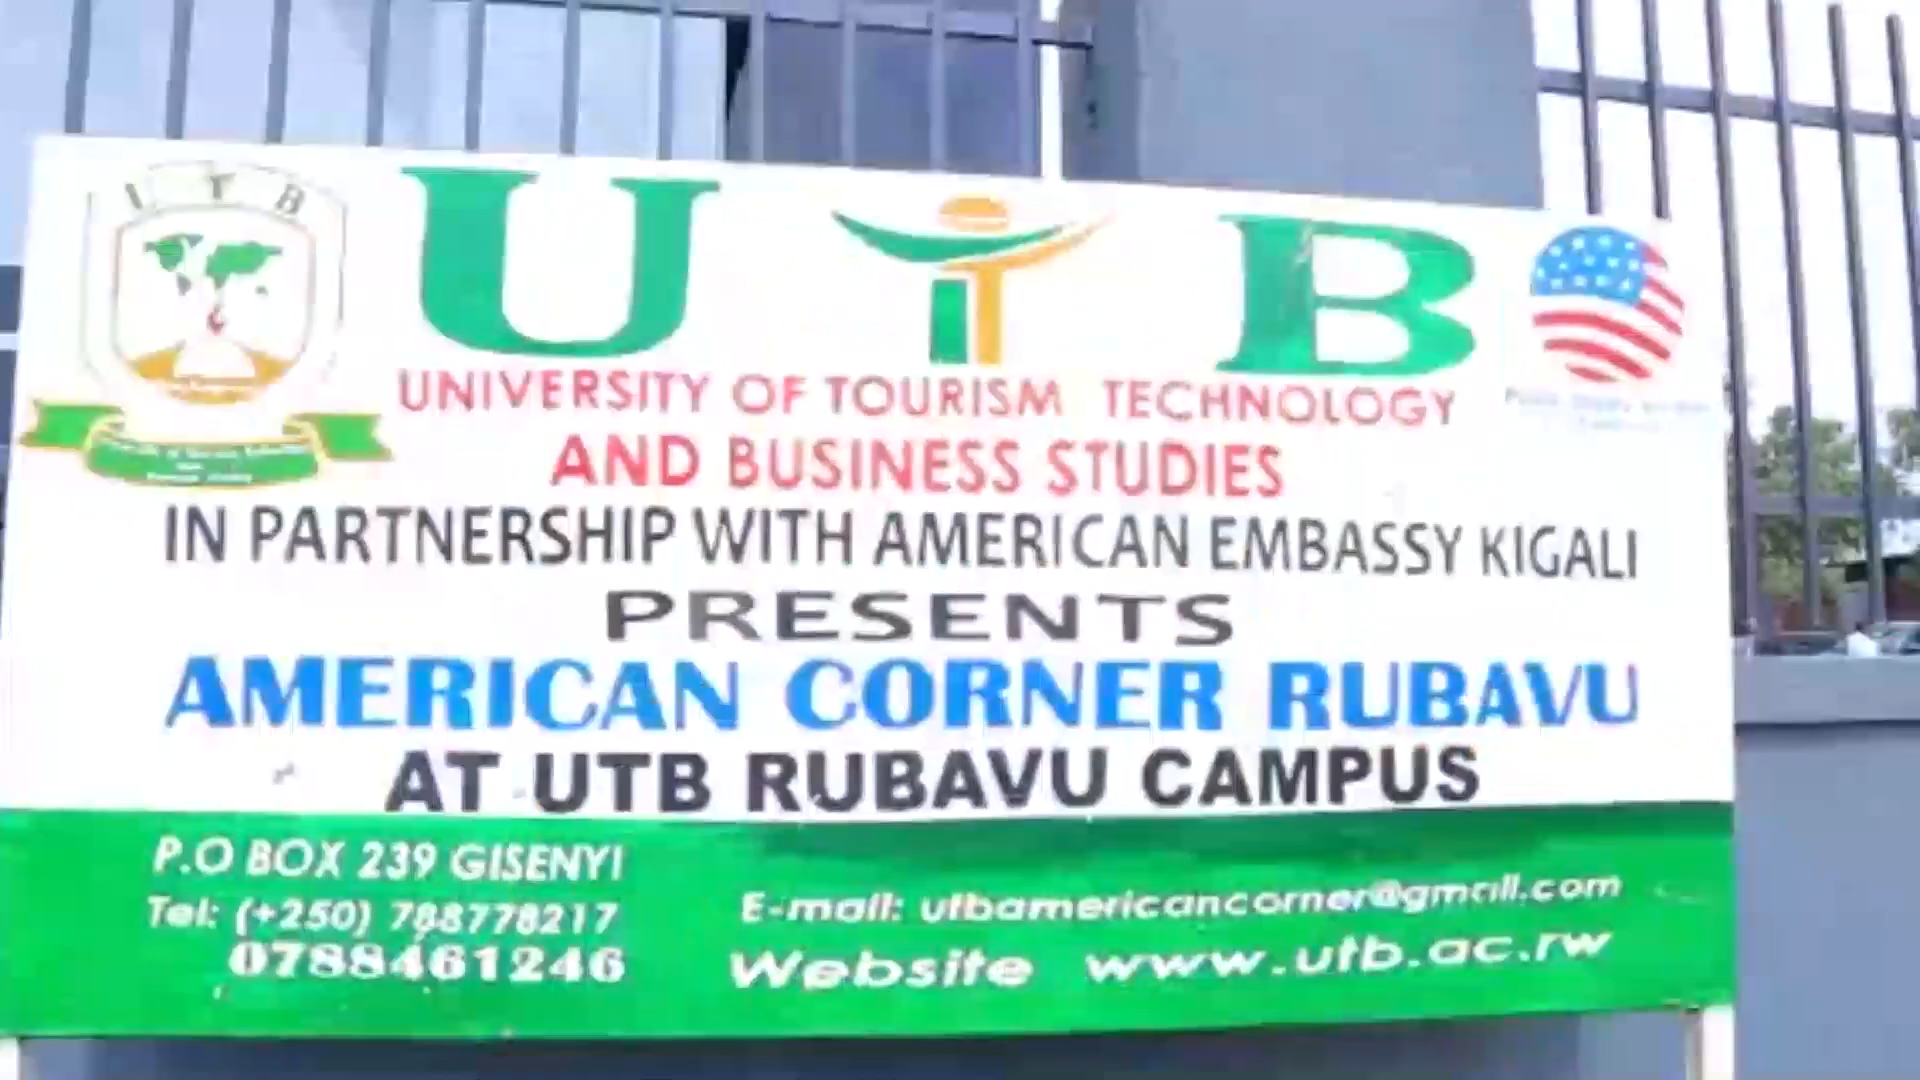 U T B
UTB
UNIVERSITY OF TOURISM TECHNOLOGY
AND BUSINESS STUDIES
IN PARTNERSHIP WITH AMERICAN EMBASSY KIGALI
PRESENTS
AMERICAN CORNER RUBAVU
AT UTB RUBAVU CAMPUS
P.O BOX 239 GISENYI
Tel: (+250) 788778217
0788461246
E-mail: utbamericancorner@gmail.com
Website www.utb.ac.rw